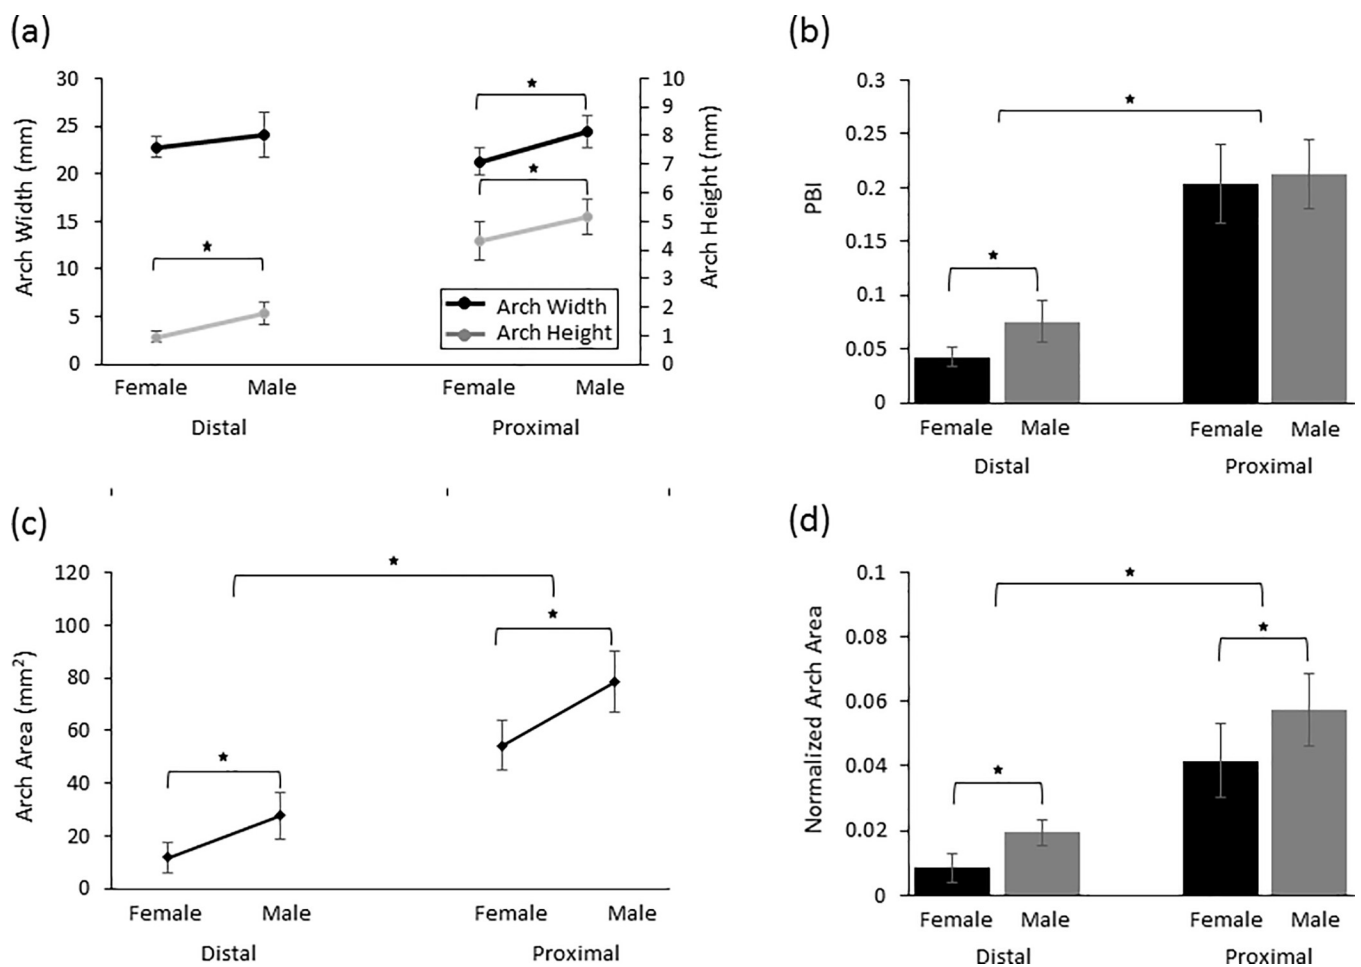 (a)
30
25
20
15
10
5
0
Arch Width (mm)
10
9
8
7
6
5
4
3
2
1
0
Arch Height (mm)
★
★
★
Arch Width
Arch Height
Female Male Female Male
Distal Proximal
(b)
0.3
0.25
0.2
0.15
0.1
0.05
0
PBI
★
★
Female Male Female Male
Distal Proximal
(c)
120
100
80
60
40
20
0
Arch Area (mm²)
★
★
★
Female Male Female Male
Distal Proximal
(d)
0.1
0.08
0.06
0.04
0.02
0
Normalized Arch Area
★
★
★
Female Male Female Male
Distal Proximal